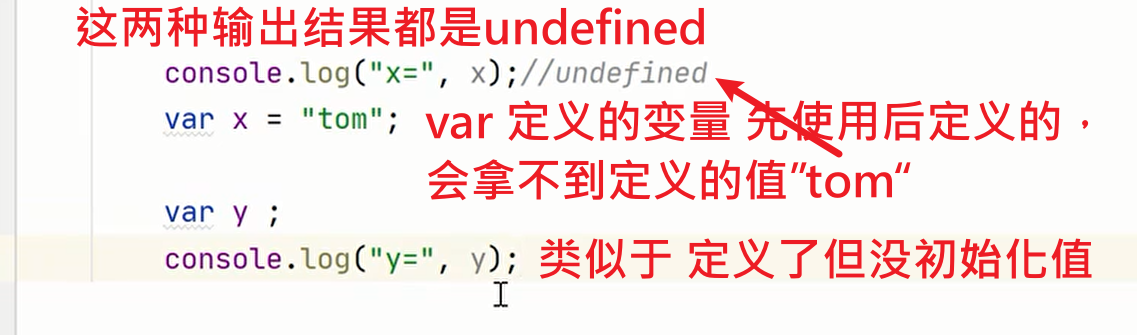 这两种输出结果都是undefined
console.log("x=", x);//undefined
var x = "tom"; var 定义的变量 先使用后定义的，
会拿不到定义的值”tom“
var y ;
console.log("y=", y); 类似于 定义了但没初始化值